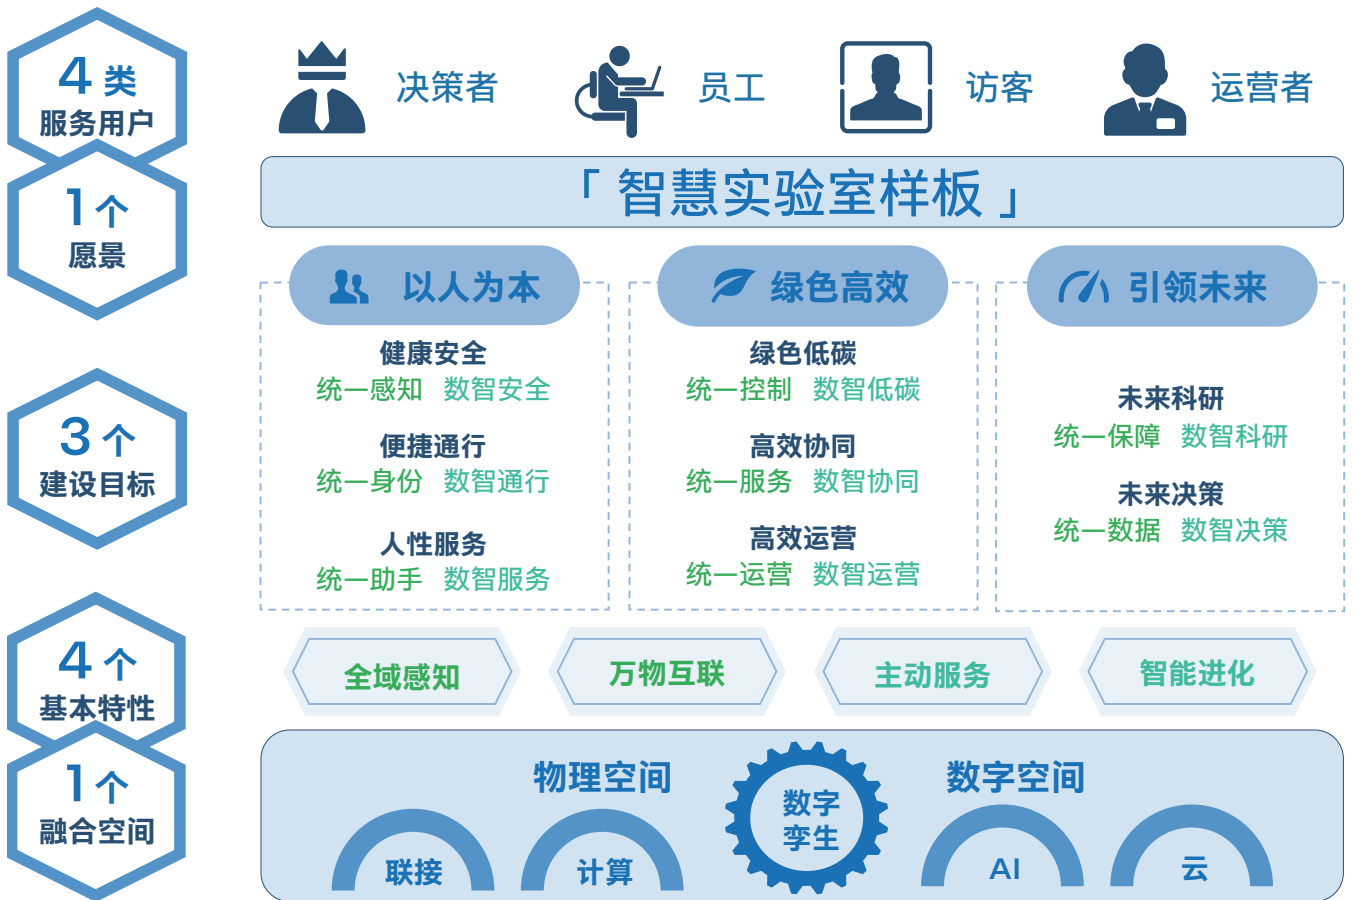 4 类
服务用户
决策者
员工
访客
运营者
1 个
愿景
「 智慧实验室样板 」
3 个
建设目标
以人为本
健康安全
统一感知 数智安全
便捷通行
统一身份 数智通行
人性服务
统一助手 数智服务
绿色高效
绿色低碳
统一控制 数智低碳
高效协同
统一服务 数智协同
高效运营
统一运营 数智运营
引领未来
未来科研
统一保障 数智科研
未来决策
统一数据 数智决策
4 个
基本特性
全域感知
万物互联
主动服务
智能进化
1 个
融合空间
物理空间
联接
计算
数字
孪生
数字空间
AI
云